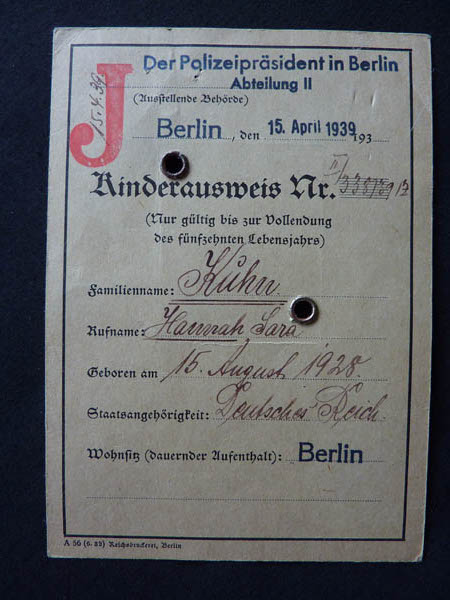 Der Polizeipräsident in Berlin
Abteilung II
J
15.4.39
(Ausstellende Behörde)
Berlin, den 15. April 1939 193
Kinderausweis Nr.
(Nur gültig bis zur Vollendung
des fünfzehnten Lebensjahrs)
Familienname: Kuhn
Rufname: Hannah Sara
Geboren am 15. August 1928.
Staatsangehörigkeit: Deutsches Reich.
Wohnsitz (dauernder Aufenthalt): Berlin
A 56 (6. 32) Reichsdruckerei, Berlin